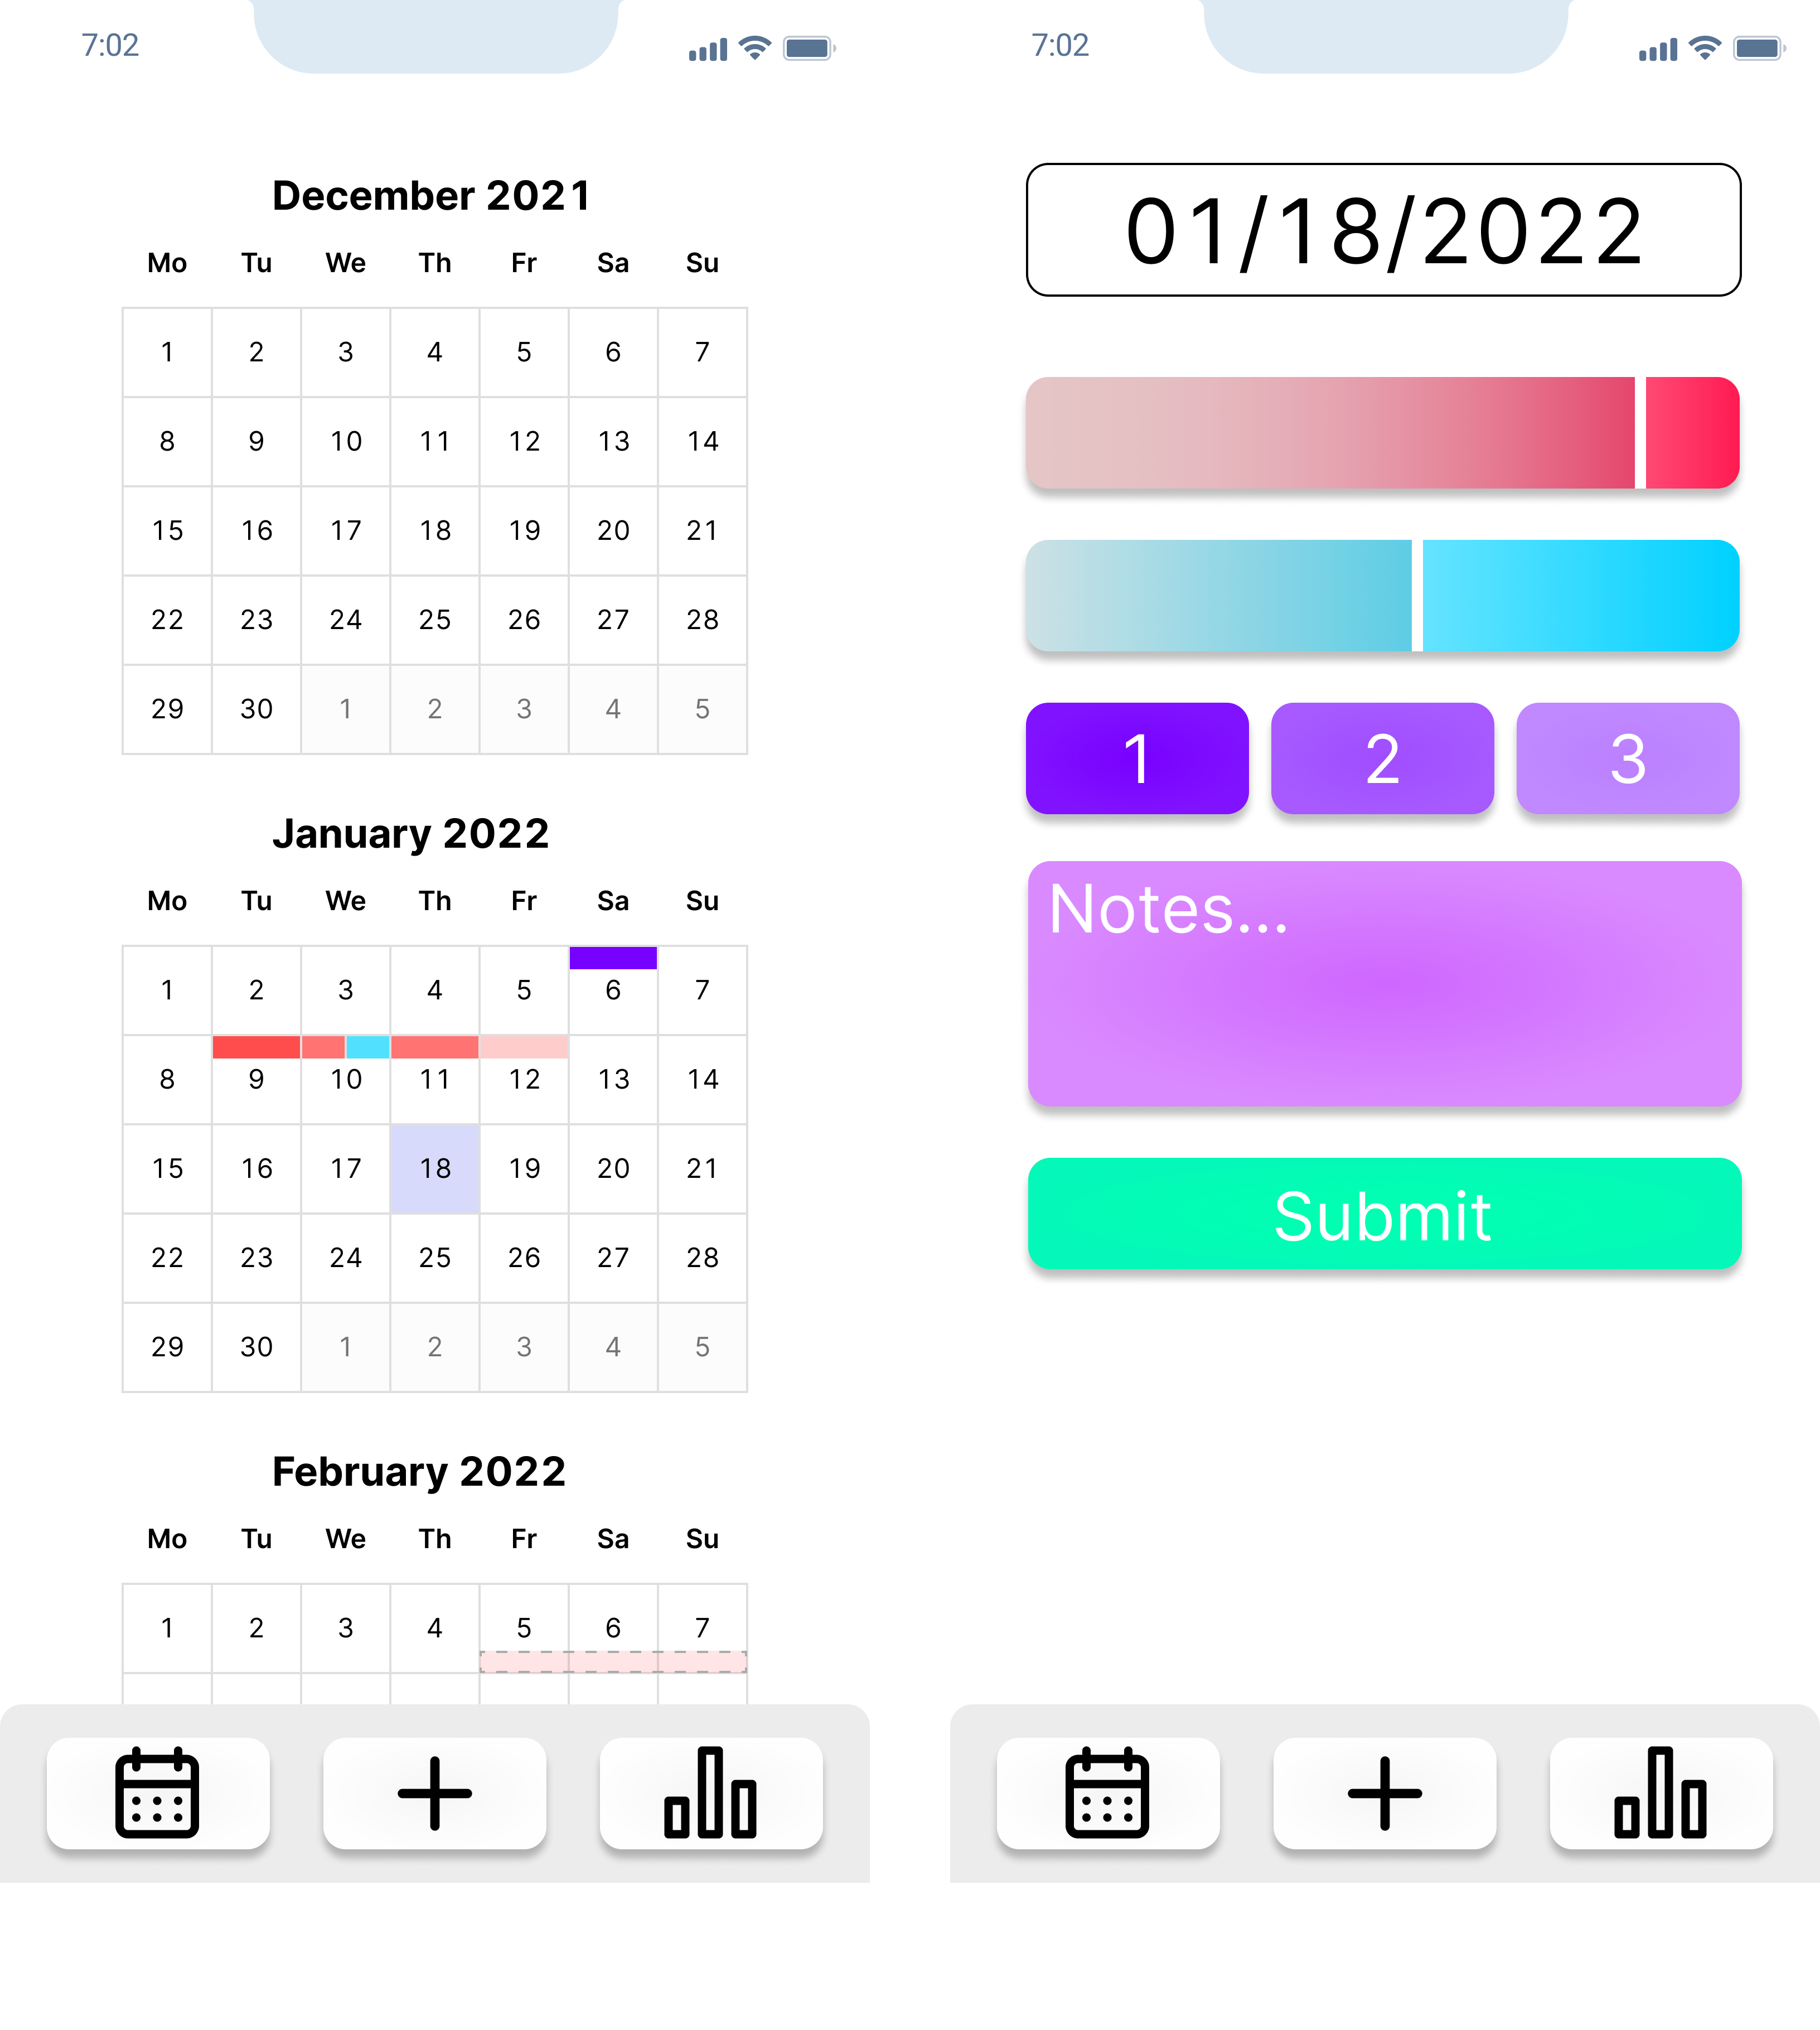 7:02
December 2021
Mo Tu We Th Fr Sa Su
1 2 3 4 5 6 7
8 9 10 11 12 13 14
15 16 17 18 19 20 21
22 23 24 25 26 27 28
29 30 1 2 3 4 5
January 2022
Mo Tu We Th Fr Sa Su
1 2 3 4 5 6 7
8 9 10 11 12 13 14
15 16 17 18 19 20 21
22 23 24 25 26 27 28
29 30 1 2 3 4 5
February 2022
Mo Tu We Th Fr Sa Su
1 2 3 4 5 6 7
7:02
01/18/2022
1 2 3
Notes...
Submit